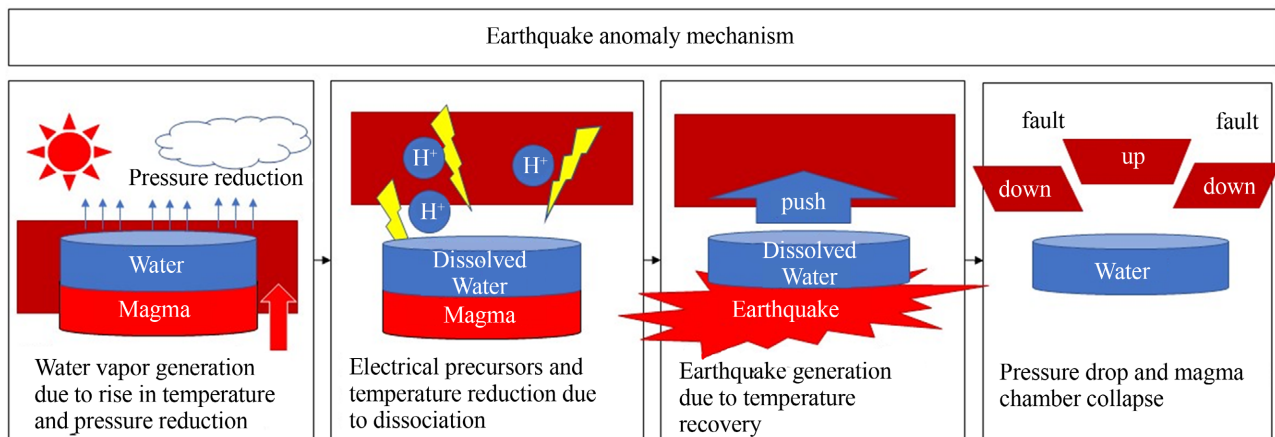 Earthquake anomaly mechanism
Pressure reduction
Water
Magma
Water vapor generation
due to rise in temperature
and pressure reduction
H⁺
H⁺
H⁺
Dissolved
Water
Magma
Electrical precursors and
temperature reduction due
to dissociation
push
Dissolved
Water
Earthquake
Earthquake generation
due to temperature
recovery
fault
fault
up
down
down
Water
Pressure drop and magma
chamber collapse